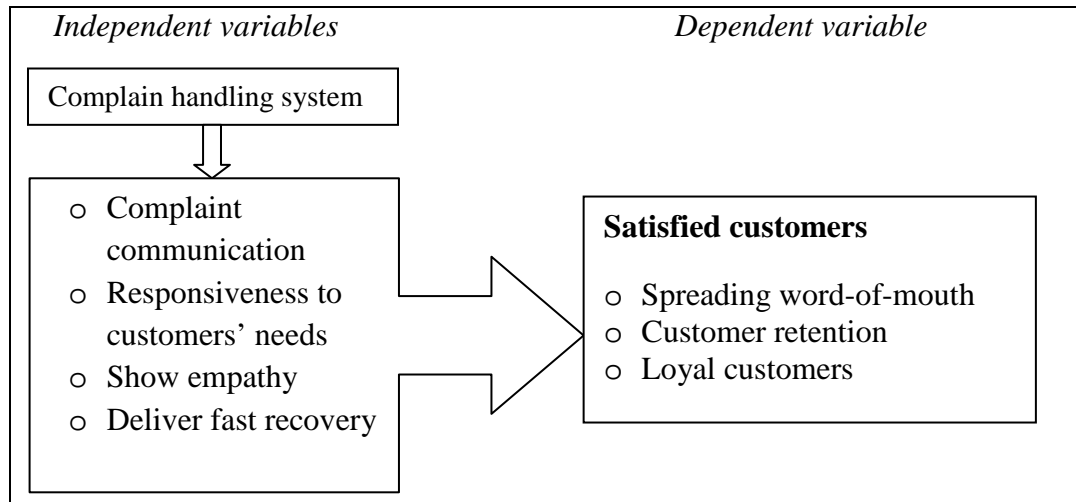 Independent variables
Dependent variable
Complain handling system
o Complaint
communication
o Responsiveness to
customers’ needs
o Show empathy
o Deliver fast recovery
Satisfied customers
o Spreading word-of-mouth
o Customer retention
o Loyal customers